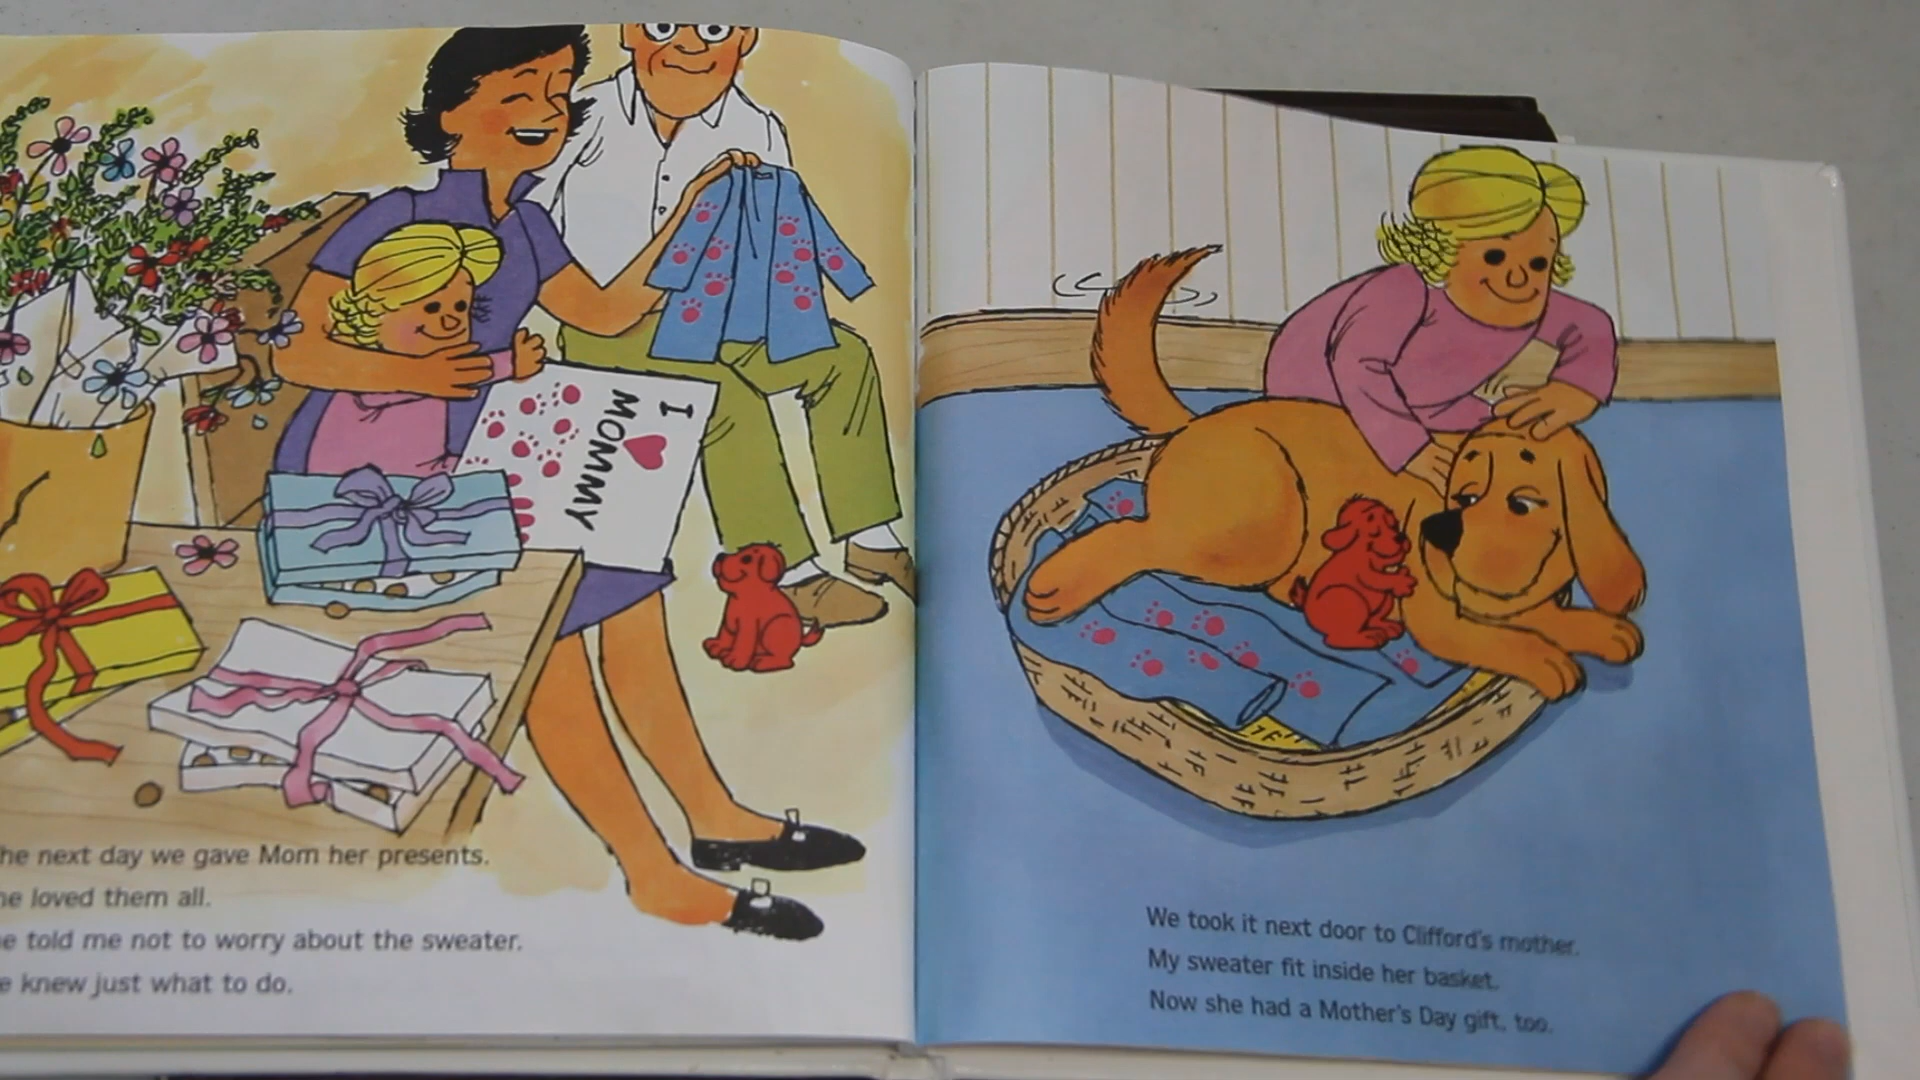 I ♥ MOMMY
he next day we gave Mom her presents.
he loved them all.
e told me not to worry about the sweater.
e knew just what to do.
We took it next door to Clifford's mother.
My sweater fit inside her basket.
Now she had a Mother's Day gift, too.